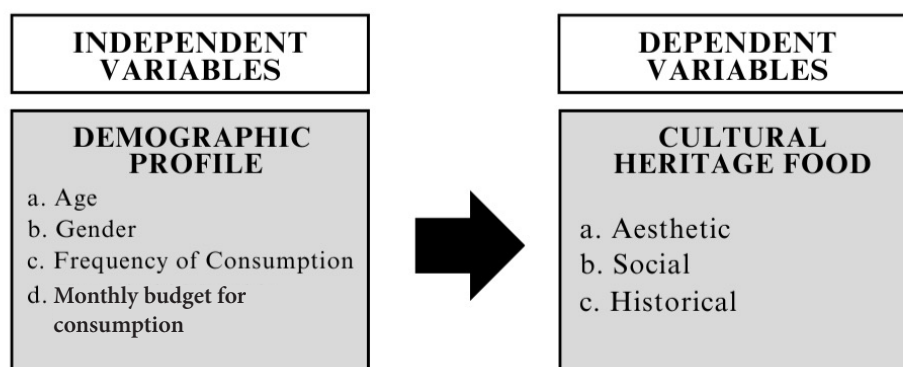 INDEPENDENT
VARIABLES
DEMOGRAPHIC
PROFILE
a. Age
b. Gender
c. Frequency of Consumption
d. Monthly budget for
consumption
DEPENDENT
VARIABLES
CULTURAL
HERITAGE FOOD
a. Aesthetic
b. Social
c. Historical